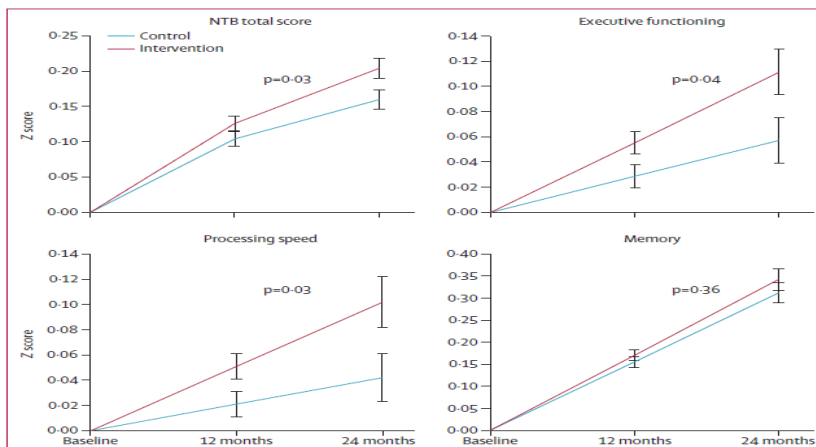 NTB total score
Control
Intervention
p=0·03
Z score
0·25
0·20
0·15
0·10
0·05
0·00
Executive functioning
p=0·04
0·14
0·12
0·10
0·08
0·06
0·04
0·02
0·00
Processing speed
p=0·03
Z score
0·14
0·12
0·10
0·08
0·06
0·04
0·02
0·00
Baseline 12 months 24 months
Memory
p=0·36
0·40
0·35
0·30
0·25
0·20
0·15
0·10
0·05
0·00
Baseline 12 months 24 months